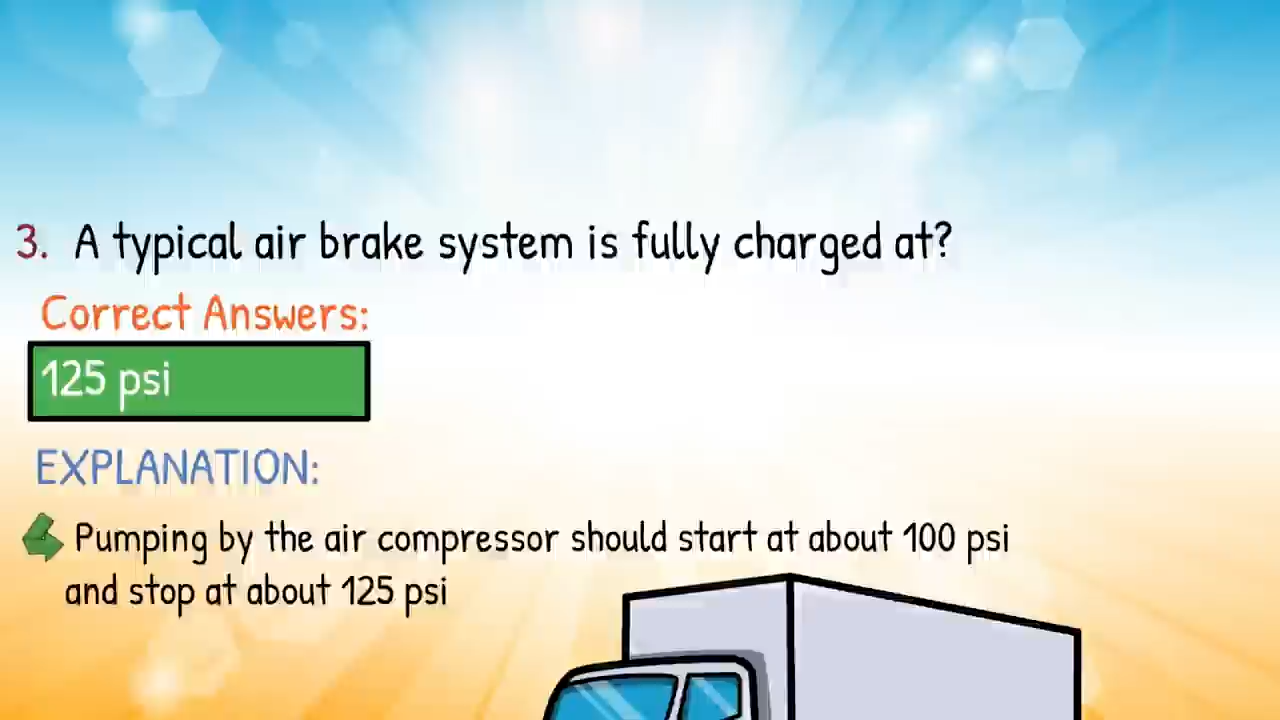 3. A typical air brake system is fully charged at?
Correct Answers:
125 psi
EXPLANATION:
Pumping by the air compressor should start at about 100 psi
and stop at about 125 psi